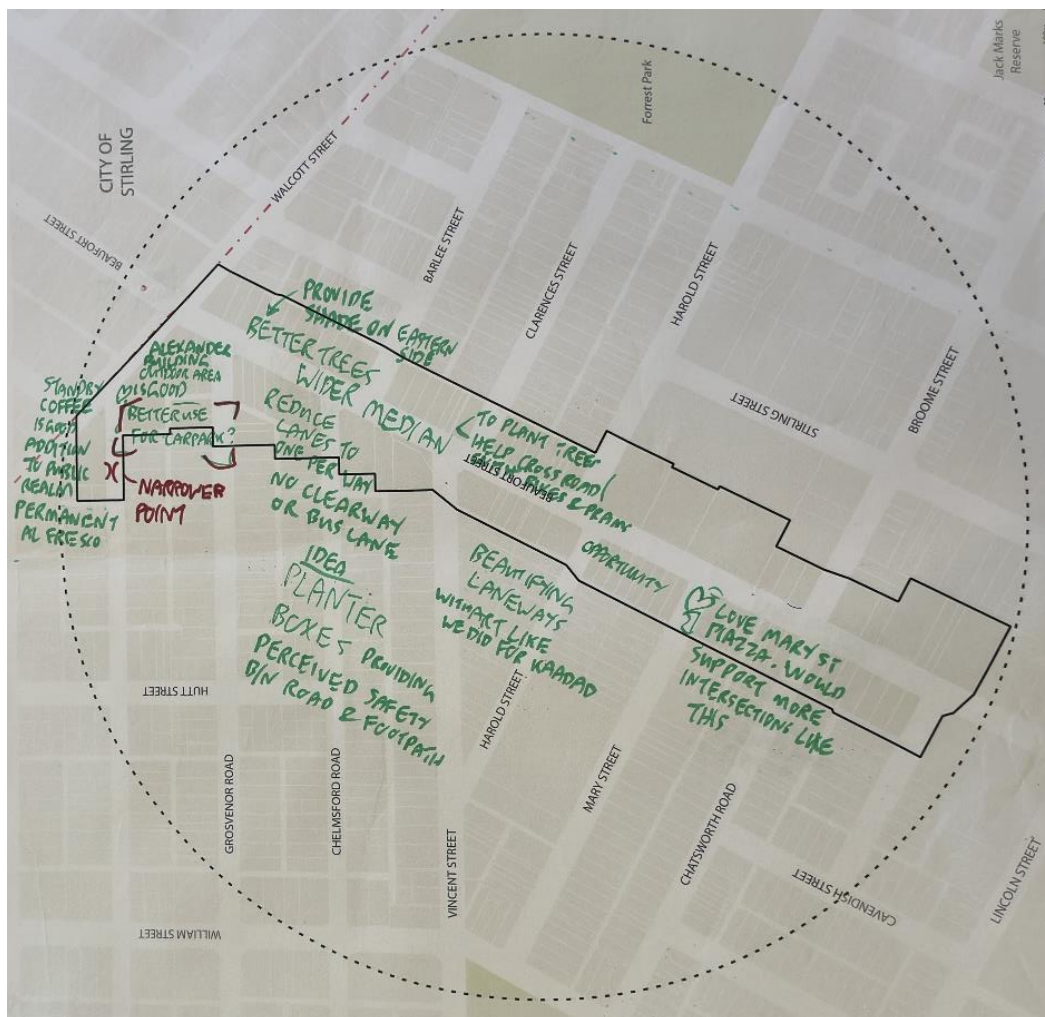 Jack Marks
Reserve
Forrest Park
CITY OF
STIRLING
WALCOTT STREET
BEAUFORT STREET
BARLEE STREET
CLARENCES STREET
HAROLD STREET
BROOME STREET
STIRLING STREET
PROVIDE
SHADE ON EASTERN
SIDE
BETTER TREES
WIDER MEDIAN
ALEXANDER
BUILDING
OUTDOOR AREA
IS GOOD
STANDBY
COFFEE
IS GOOD
ADDITION
TO PUBLIC
REALM
PERMANENT
AL FRESCO
BETTER USE
FOR CARPARK?
NARROWER
POINT
REDUCE
LANES TO
ONE PER WAY
NO CLEARWAY
OR BUS LANE
TO PLANT TREES
HELP CROSS ROAD/
BEAUFORT STREET
IDEA
PLANTER
BOXES PROVIDING
PERCEIVED SAFETY
B/N ROAD & FOOTPATH
BEAUTIFYING
LANEWAYS
WITH ART LIKE
WE DID FOR KAADAD
OPPORTUNITY
LOVE MARY ST
PIAZZA. WOULD
SUPPORT MORE
INTERSECTIONS LIKE
THIS
HUTT STREET
GROSVENOR ROAD
CHELMSFORD ROAD
VINCENT STREET
HAROLD STREET
MARY STREET
CHATSWORTH ROAD
CAVENDISH STREET
LINCOLN STREET
WILLIAM STREET